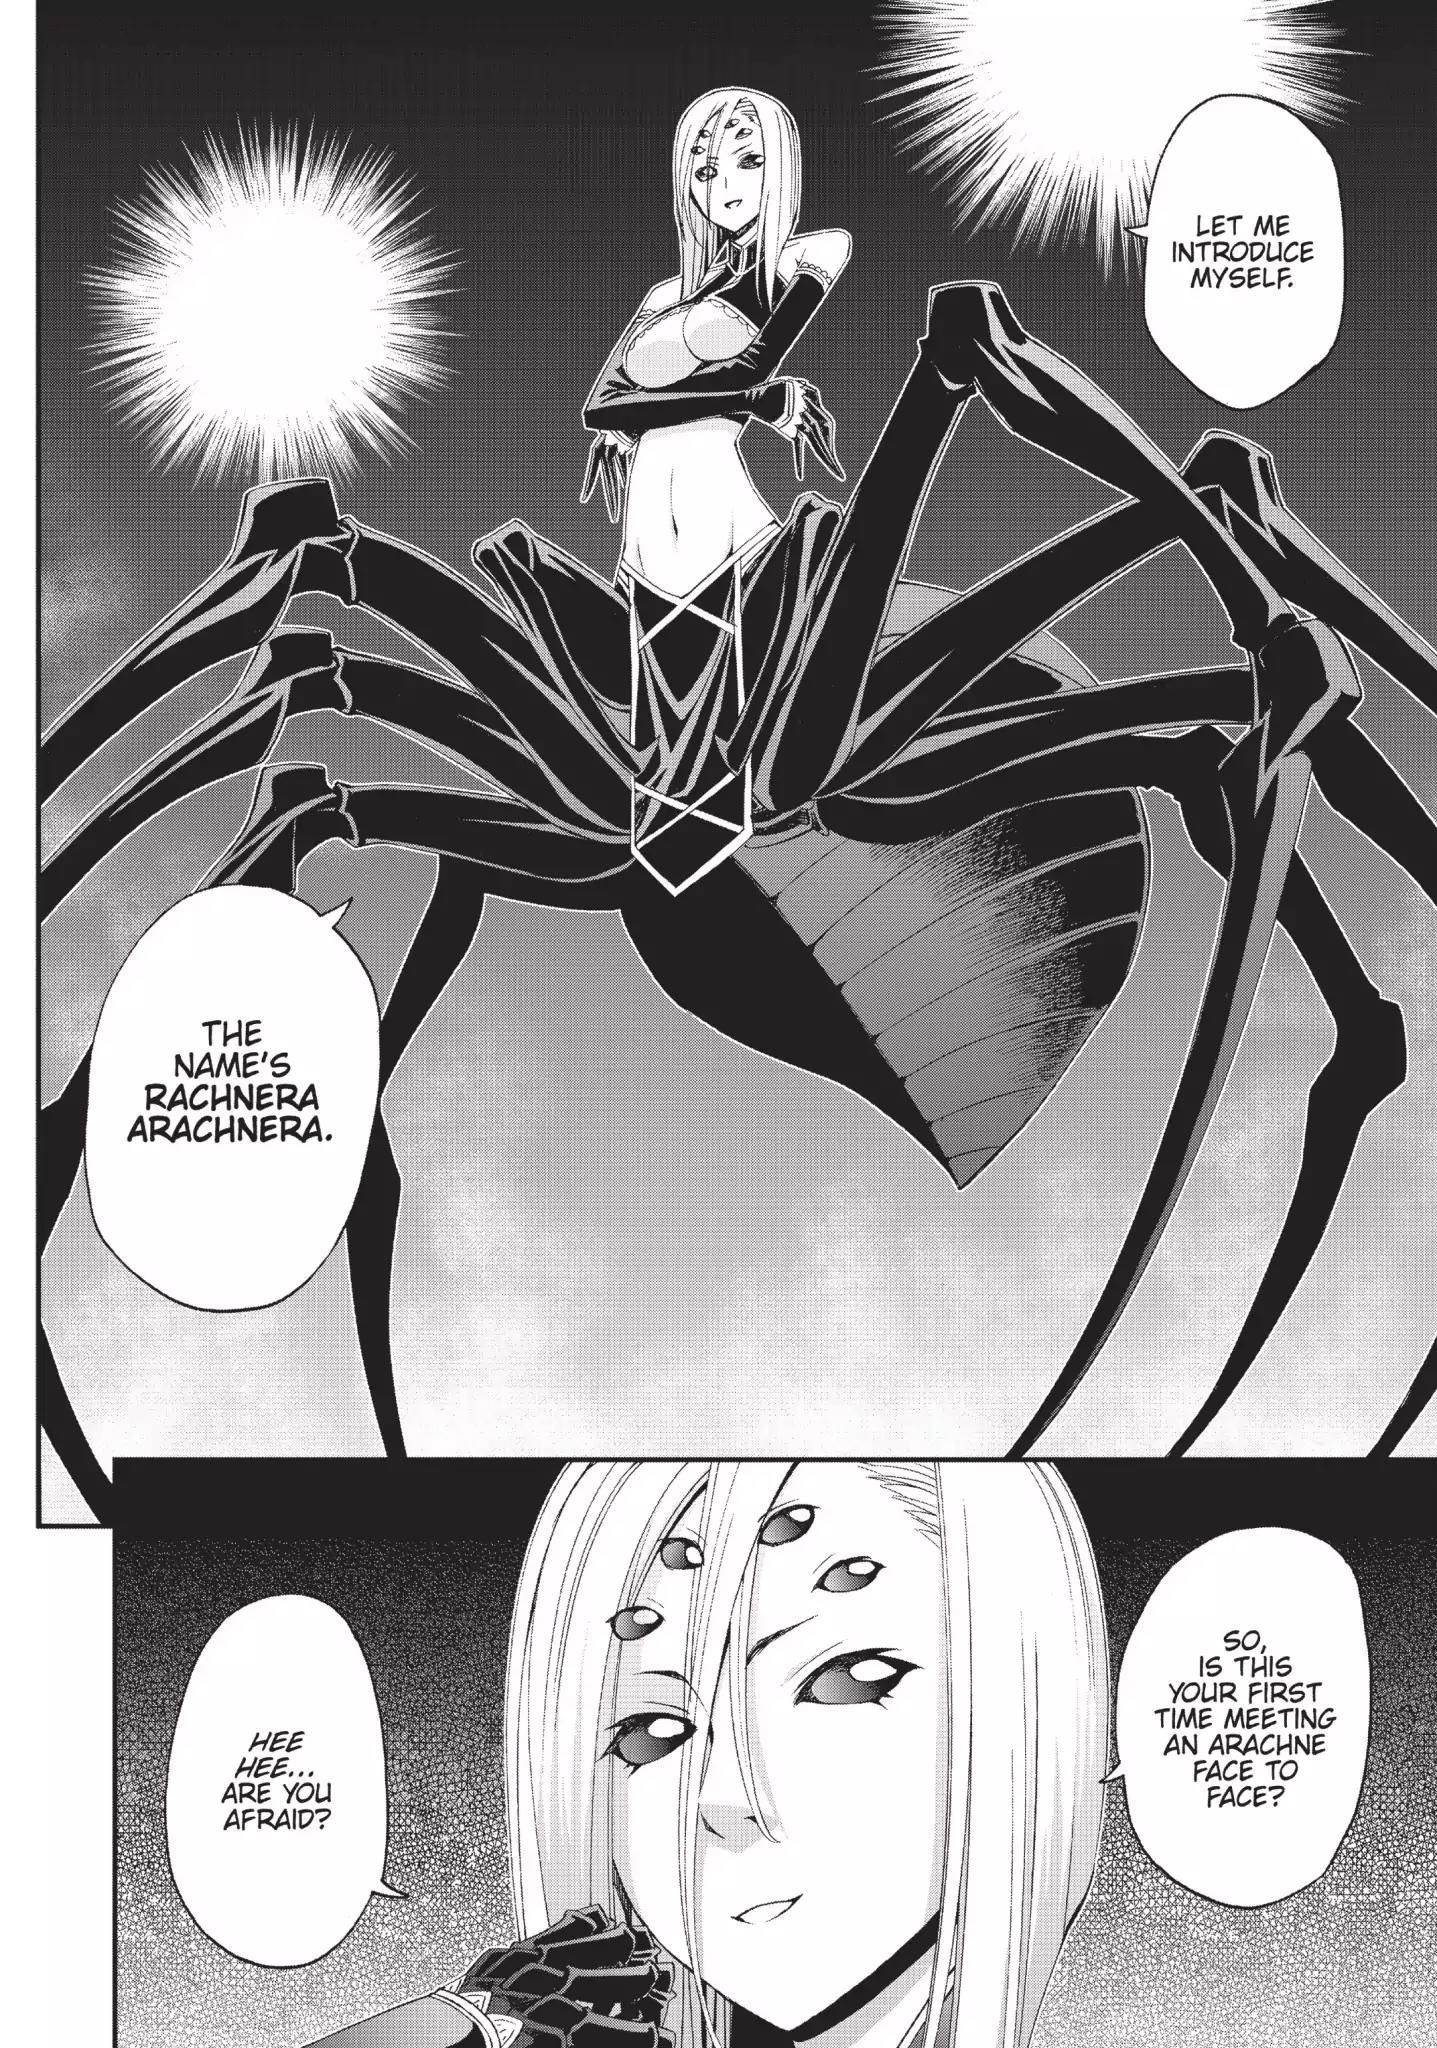 LET ME
INTRODUCE
MYSELF.
THE
NAME'S
RACHNERA
ARACHNERA.
SO,
IS THIS
YOUR FIRST
TIME MEETING
AN ARACHNE
FACE TO
FACE?
HEE
HEE...
ARE YOU
AFRAID?